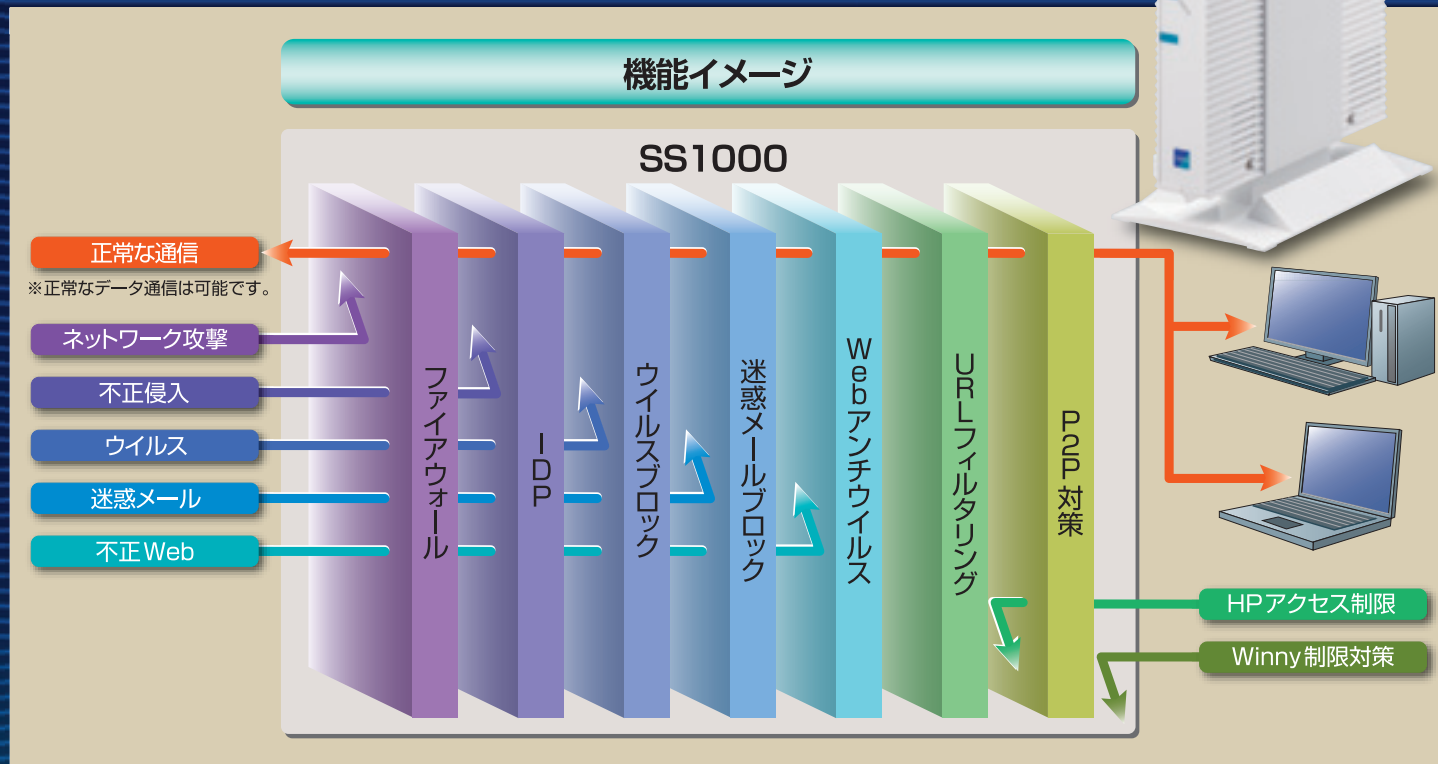 機能イメージ
SS1000
正常な通信
※正常なデータ通信は可能です。
ネットワーク攻撃
不正侵入
ウイルス
迷惑メール
不正Web
ファイアウォール
IDP
ウイルスブロック
迷惑メールブロック
Webアンチウイルス
URLフィルタリング
P2P対策
HPアクセス制限
Winny制限対策